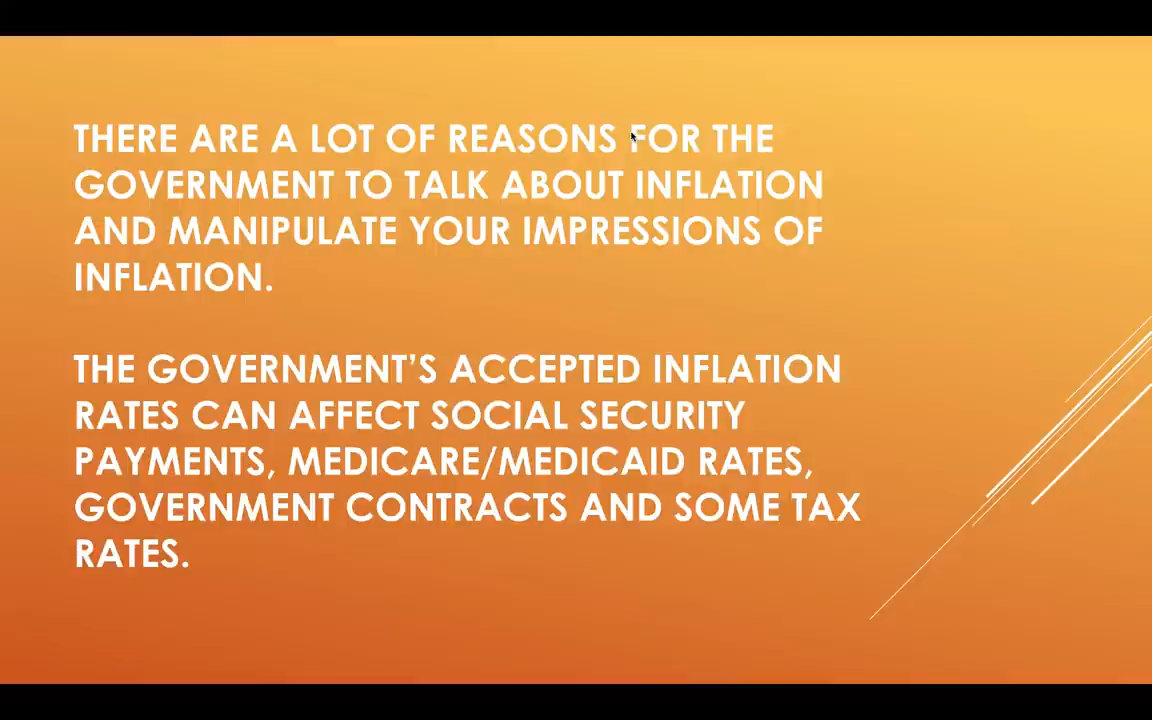 THERE ARE A LOT OF REASONS FOR THE
GOVERNMENT TO TALK ABOUT INFLATION
AND MANIPULATE YOUR IMPRESSIONS OF
INFLATION.
THE GOVERNMENT’S ACCEPTED INFLATION
RATES CAN AFFECT SOCIAL SECURITY
PAYMENTS, MEDICARE/MEDICAID RATES,
GOVERNMENT CONTRACTS AND SOME TAX
RATES.